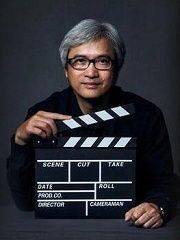 SCENE CUT TAKE
DATE ROLL
PROD.CO.
DIRECTOR CAMERAMAN